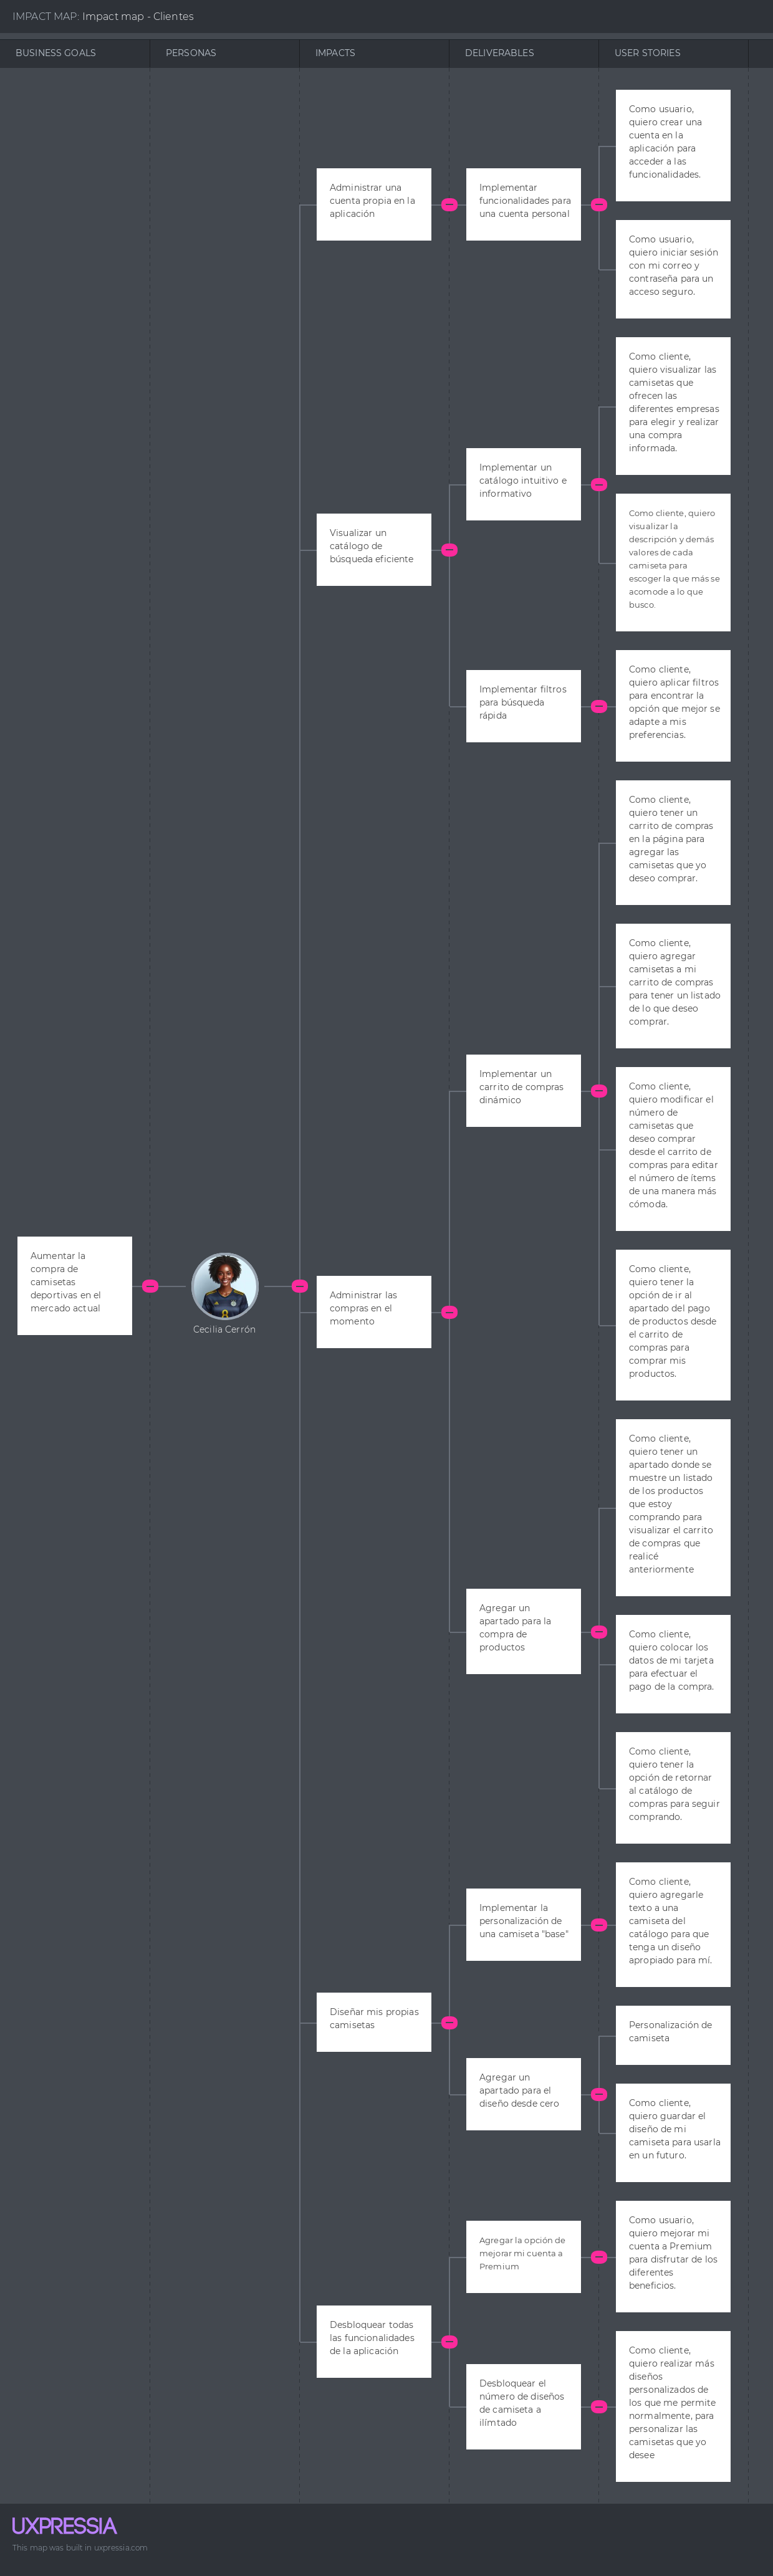 IMPACT MAP: Impact map - Clientes
BUSINESS GOALS
PERSONAS
IMPACTS
DELIVERABLES
USER STORIES
Aumentar la
compra de
camisetas
deportivas en el
mercado actual
Cecilia Cerrón
Administrar una
cuenta propia en la
aplicación
Implementar
funcionalidades para
una cuenta personal
Como usuario,
quiero crear una
cuenta en la
aplicación para
acceder a las
funcionalidades.
Como usuario,
quiero iniciar sesión
con mi correo y
contraseña para un
acceso seguro.
Visualizar un
catálogo de
búsqueda eficiente
Implementar un
catálogo intuitivo e
informativo
Como cliente,
quiero visualizar las
camisetas que
ofrecen las
diferentes empresas
para elegir y realizar
una compra
informada.
Como cliente, quiero
visualizar la
descripción y demás
valores de cada
camiseta para
escoger la que más se
acomode a lo que
busco.
Implementar filtros
para búsqueda
rápida
Como cliente,
quiero aplicar filtros
para encontrar la
opción que mejor se
adapte a mis
preferencias.
Administrar las
compras en el
momento
Implementar un
carrito de compras
dinámico
Como cliente,
quiero tener un
carrito de compras
en la página para
agregar las
camisetas que yo
deseo comprar.
Como cliente,
quiero agregar
camisetas a mi
carrito de compras
para tener un listado
de lo que deseo
comprar.
Como cliente,
quiero modificar el
número de
camisetas que
deseo comprar
desde el carrito de
compras para editar
el número de ítems
de una manera más
cómoda.
Como cliente,
quiero tener la
opción de ir al
apartado del pago
de productos desde
el carrito de
compras para
comprar mis
productos.
Agregar un
apartado para la
compra de
productos
Como cliente,
quiero tener un
apartado donde se
muestre un listado
de los productos
que estoy
comprando para
visualizar el carrito
de compras que
realicé
anteriormente
Como cliente,
quiero colocar los
datos de mi tarjeta
para efectuar el
pago de la compra.
Como cliente,
quiero tener la
opción de retornar
al catálogo de
compras para seguir
comprando.
Diseñar mis propias
camisetas
Implementar la
personalización de
una camiseta "base"
Como cliente,
quiero agregarle
texto a una
camiseta del
catálogo para que
tenga un diseño
apropiado para mí.
Agregar un
apartado para el
diseño desde cero
Personalización de
camiseta
Como cliente,
quiero guardar el
diseño de mi
camiseta para usarla
en un futuro.
Desbloquear todas
las funcionalidades
de la aplicación
Agregar la opción de
mejorar mi cuenta a
Premium
Como usuario,
quiero mejorar mi
cuenta a Premium
para disfrutar de los
diferentes
beneficios.
Desbloquear el
número de diseños
de camiseta a
ilímtado
Como cliente,
quiero realizar más
diseños
personalizados de
los que me permite
normalmente, para
personalizar las
camisetas que yo
desee
UXPRESSIA
This map was built in uxpressia.com